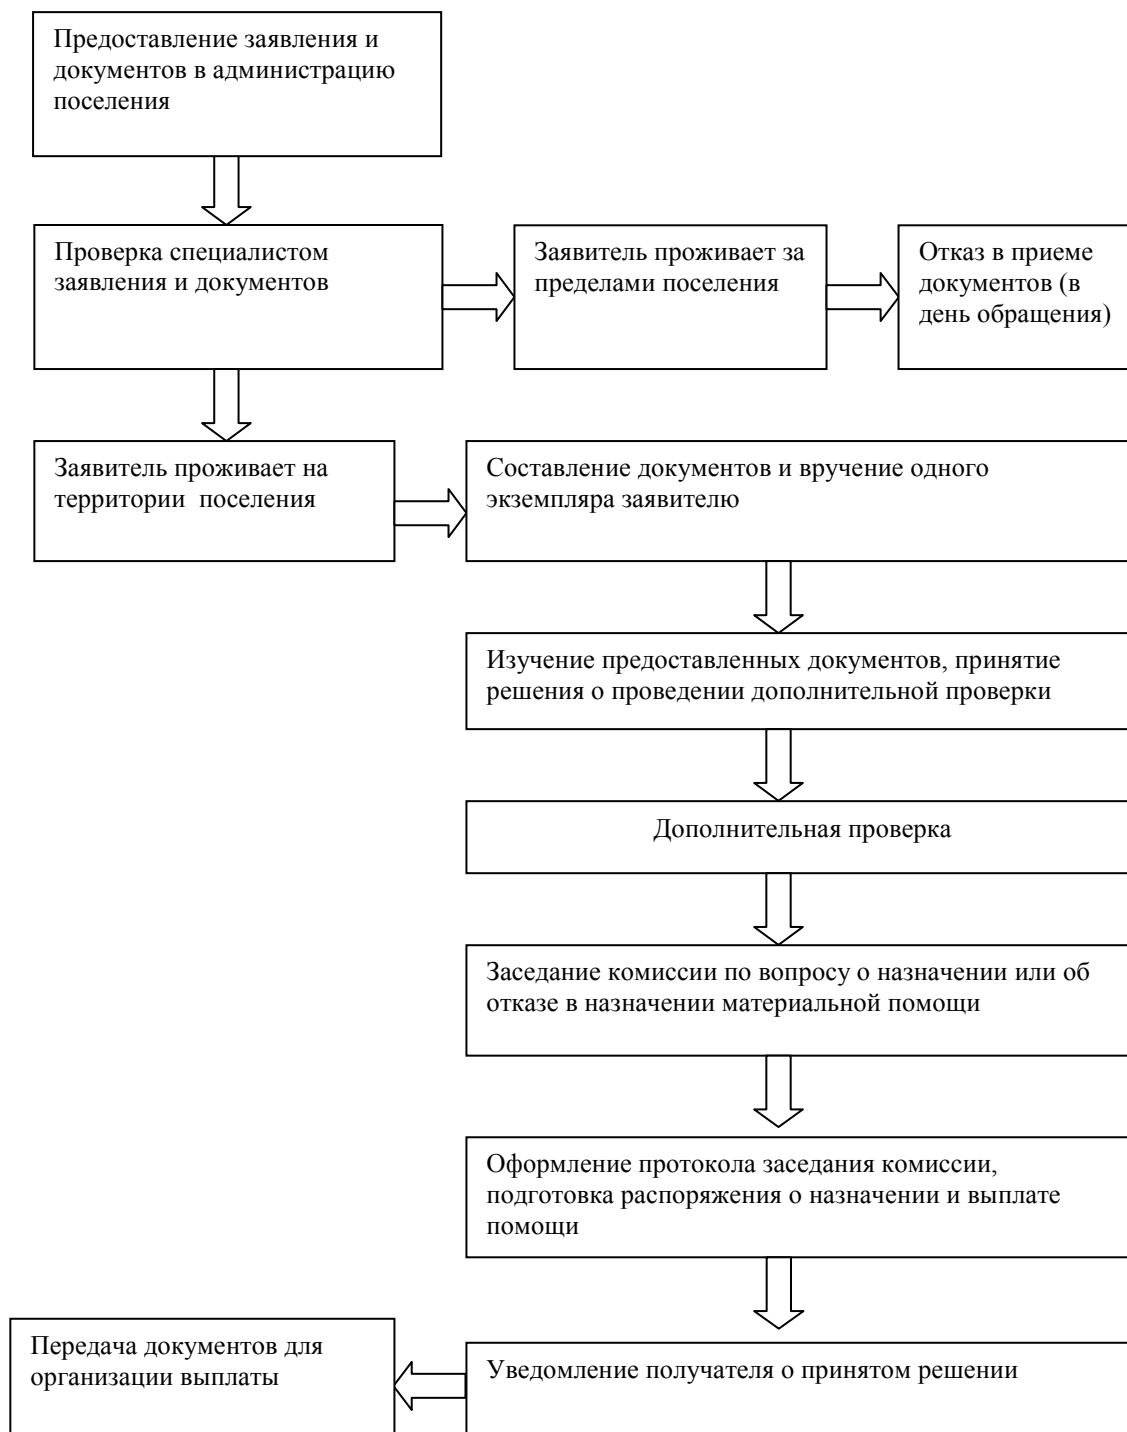 Предоставление заявления и
документов в администрацию
поселения
Проверка специалистом
заявления и документов
Заявитель проживает за
пределами поселения
Отказ в приеме
документов (в
день обращения)
Заявитель проживает на
территории  поселения
Составление документов и вручение одного
экземпляра заявителю
Изучение предоставленных документов, принятие
решения о проведении дополнительной проверки
Дополнительная проверка
Заседание комиссии по вопросу о назначении или об
отказе в назначении материальной помощи
Оформление протокола заседания комиссии,
подготовка распоряжения о назначении и выплате
помощи
Передача документов для
организации выплаты
Уведомление получателя о принятом решении